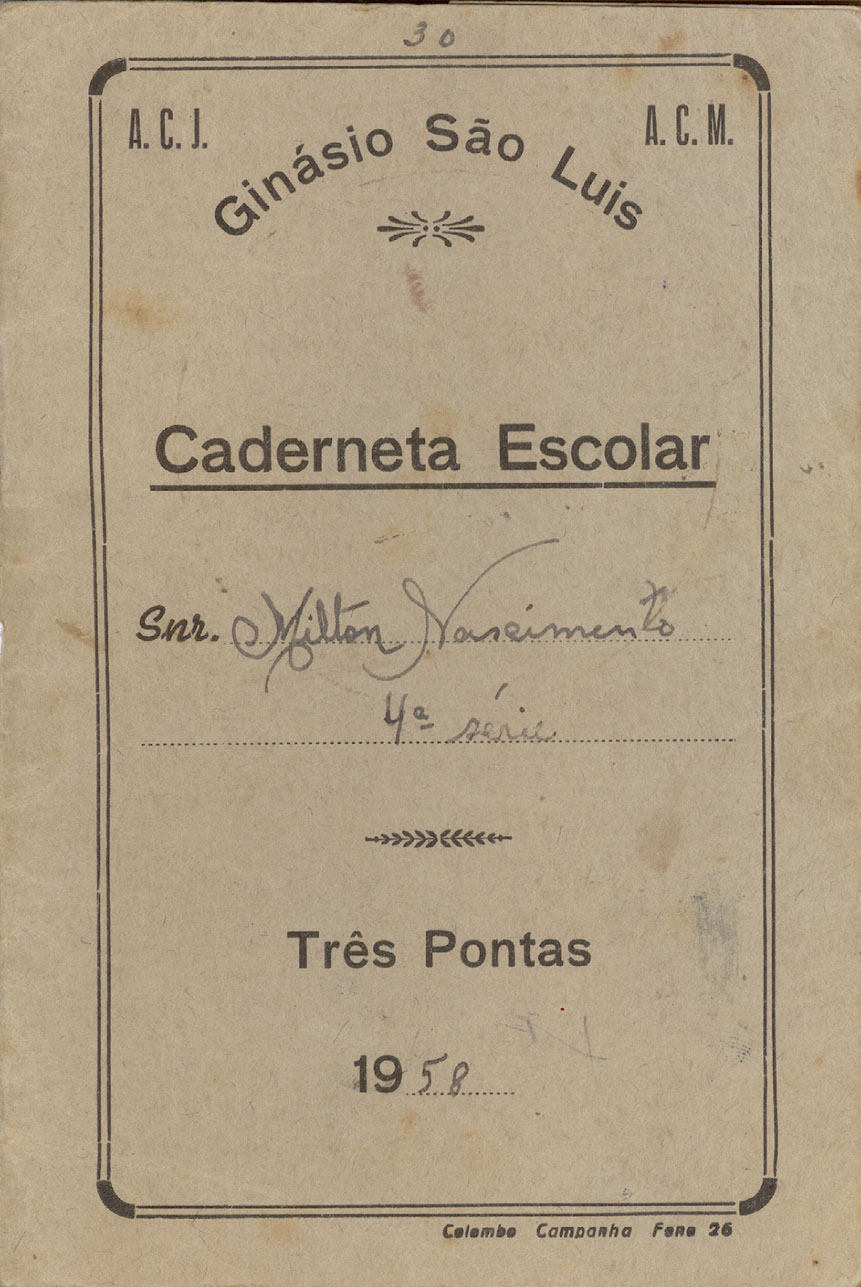 30
A. C. J. A. C. M.
Ginásio São Luis
Caderneta Escolar
Snr. Milton Nascimento
4ª série
Três Pontas
1958
Colombo Campanha Fone 26